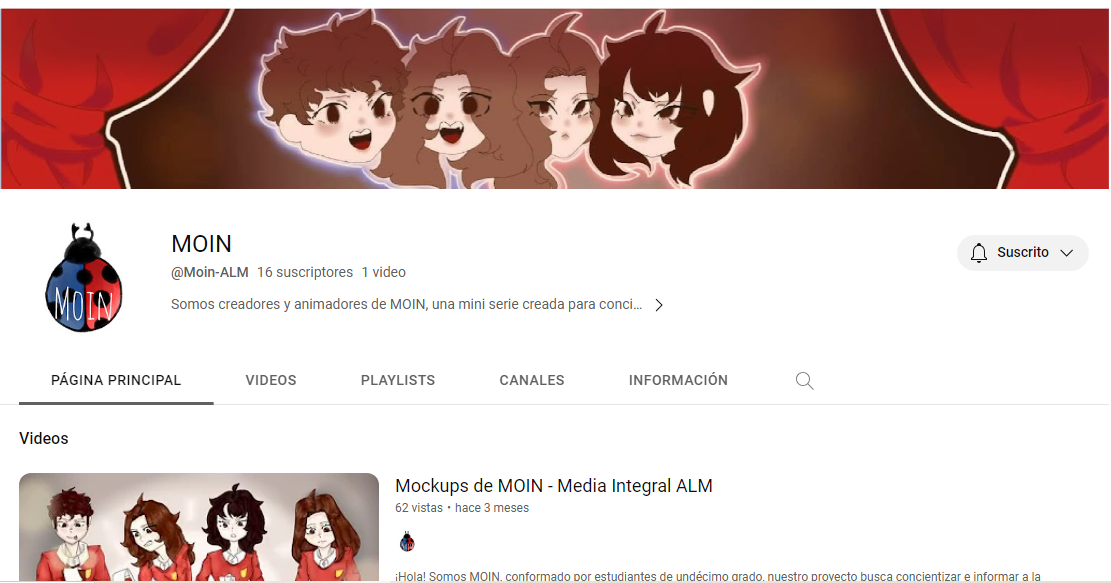 MOIN
@Moin-ALM 16 suscriptores 1 video
Suscrito
Somos creadores y animadores de MOIN, una mini serie creada para conci...
MOIN
PÁGINA PRINCIPAL VIDEOS PLAYLISTS CANALES INFORMACIÓN
Videos
Mockups de MOIN - Media Integral ALM
62 vistas • hace 3 meses
¡Hola! Somos MOIN, conformado por estudiantes de undécimo grado, nuestro proyecto busca concientizar e informar a la